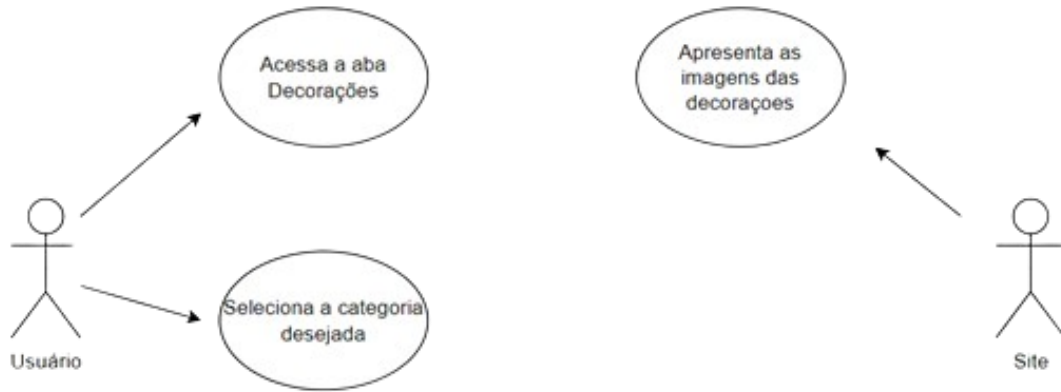 Acessa a aba
Decorações
Apresenta as
imagens das
decoraçoes
Seleciona a categoria
desejada
Usuário
Site